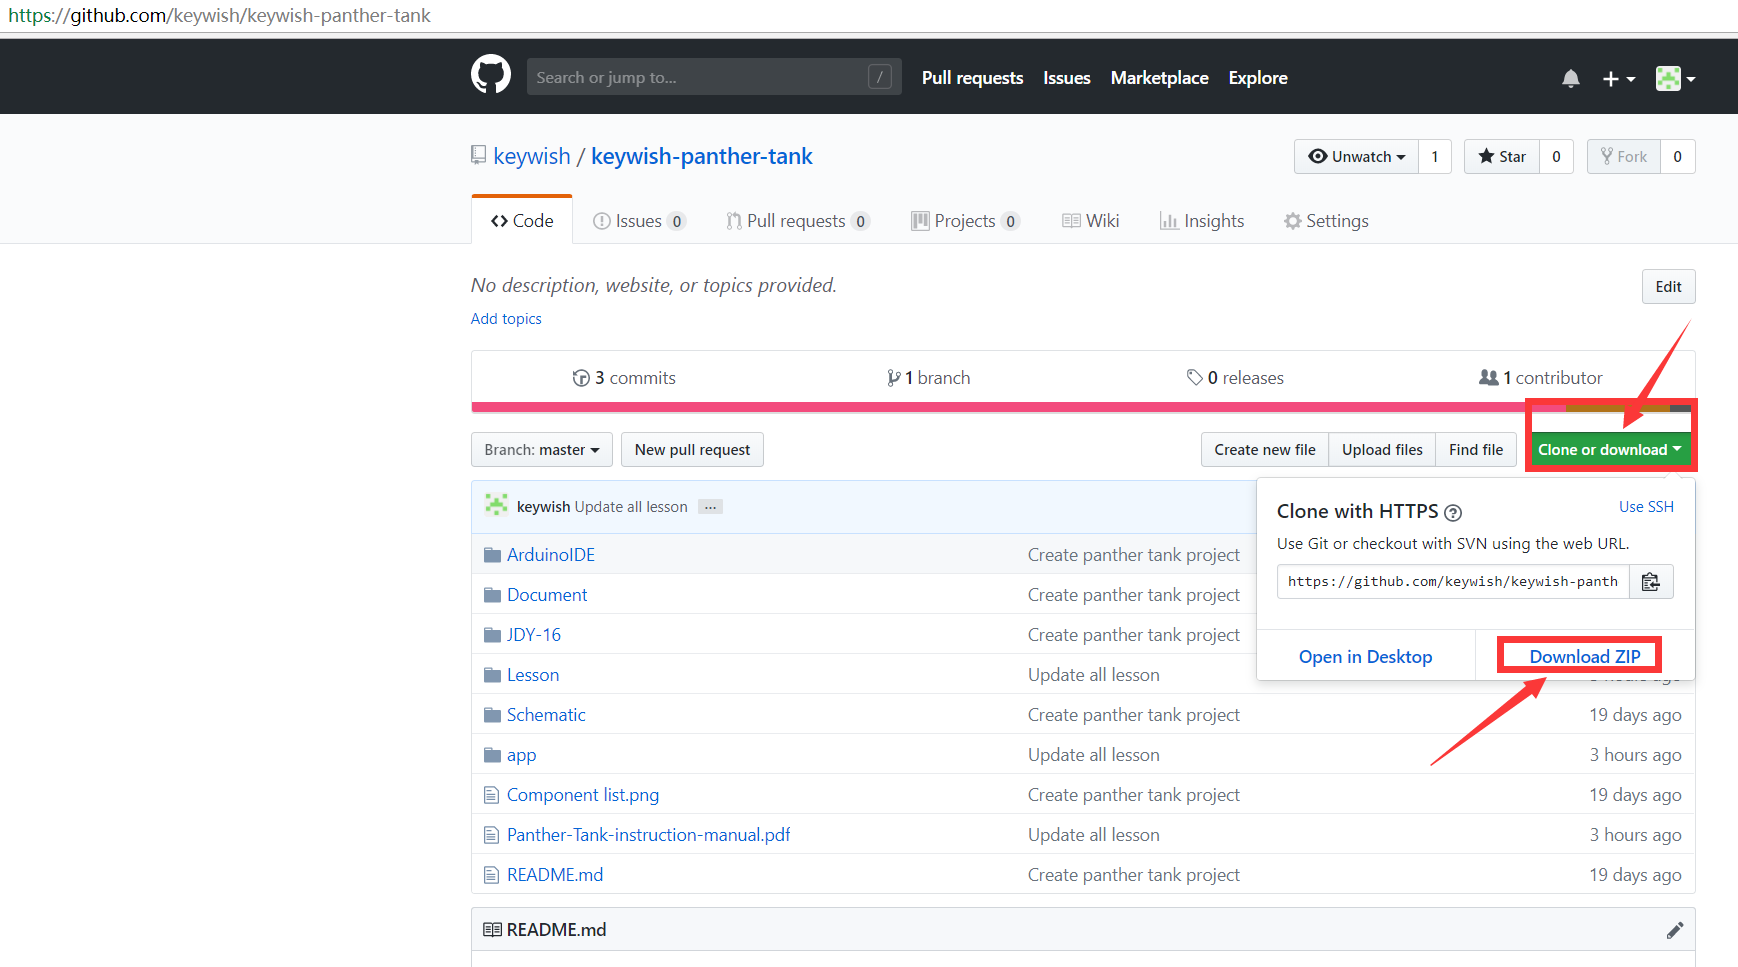 https://github.com/keywish/keywish-panther-tank
Search or jump to... /
Pull requests Issues Marketplace Explore
keywish / keywish-panther-tank
Unwatch 1 Star 0 Fork 0
Code Issues 0 Pull requests 0 Projects 0 Wiki Insights Settings
No description, website, or topics provided.
Edit
Add topics
3 commits 1 branch 0 releases 1 contributor
Branch: master New pull request Create new file Upload files Find file Clone or download
keywish Update all lesson ...
Clone with HTTPS ? Use SSH
Use Git or checkout with SVN using the web URL.
https://github.com/keywish/keywish-panth
Open in Desktop Download ZIP
ArduinoIDE Create panther tank project
Document Create panther tank project
JDY-16 Create panther tank project
Lesson Update all lesson
Schematic Create panther tank project 19 days ago
app Update all lesson 3 hours ago
Component list.png Create panther tank project 19 days ago
Panther-Tank-instruction-manual.pdf Update all lesson 3 hours ago
README.md Create panther tank project 19 days ago
README.md